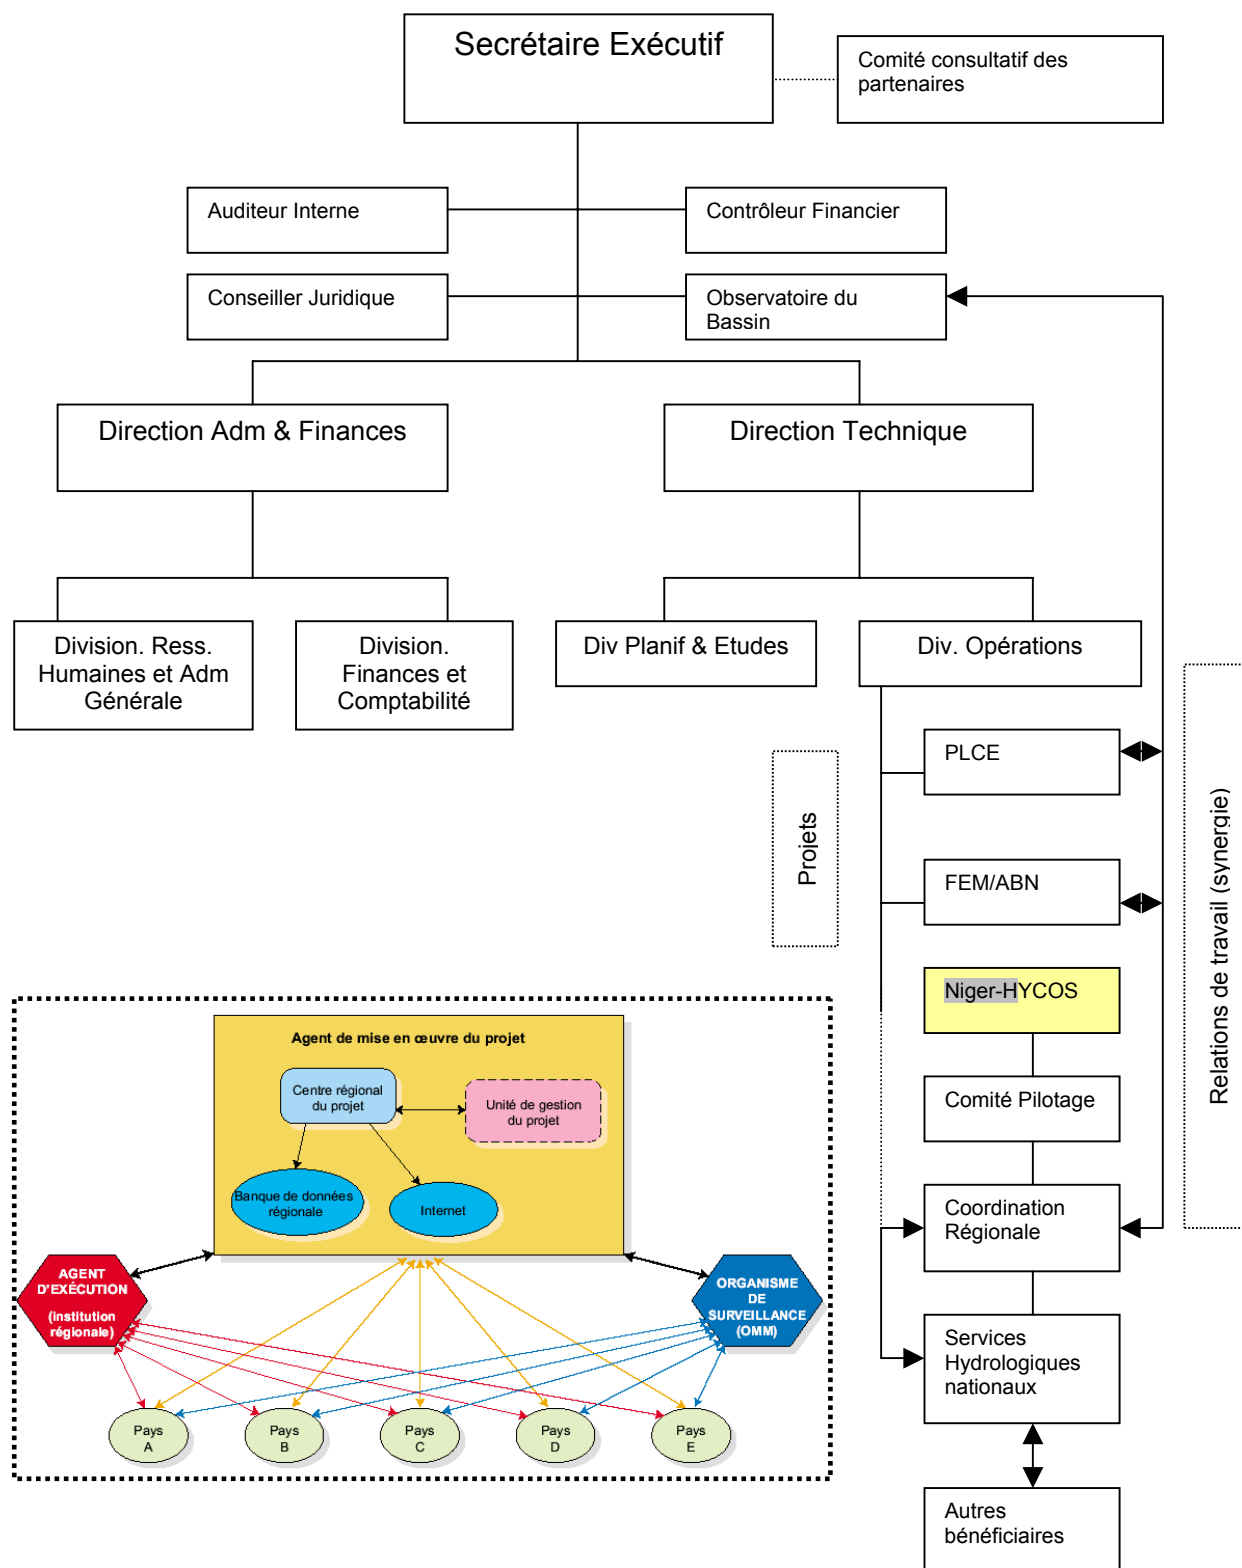 Secrétaire Exécutif
Comité consultatif des
partenaires
Auditeur Interne
Contrôleur Financier
Conseiller Juridique
Observatoire du
Bassin
Direction Adm & Finances
Direction Technique
Division. Ress.
Humaines et Adm
Générale
Division.
Finances et
Comptabilité
Div Planif & Etudes
Div. Opérations
Projets
PLCE
FEM/ABN
Niger-HYCOS
Comité Pilotage
Coordination
Régionale
Services
Hydrologiques
nationaux
Autres
bénéficiaires
Relations de travail (synergie)
Agent de mise en œuvre du projet
Centre régional
du projet
Unité de gestion
du projet
Banque de données
régionale
Internet
AGENT
D'EXÉCUTION
(Institution
régionale)
ORGANISME
DE
SURVEILLANCE
(OMM)
Pays
A
Pays
B
Pays
C
Pays
D
Pays
E